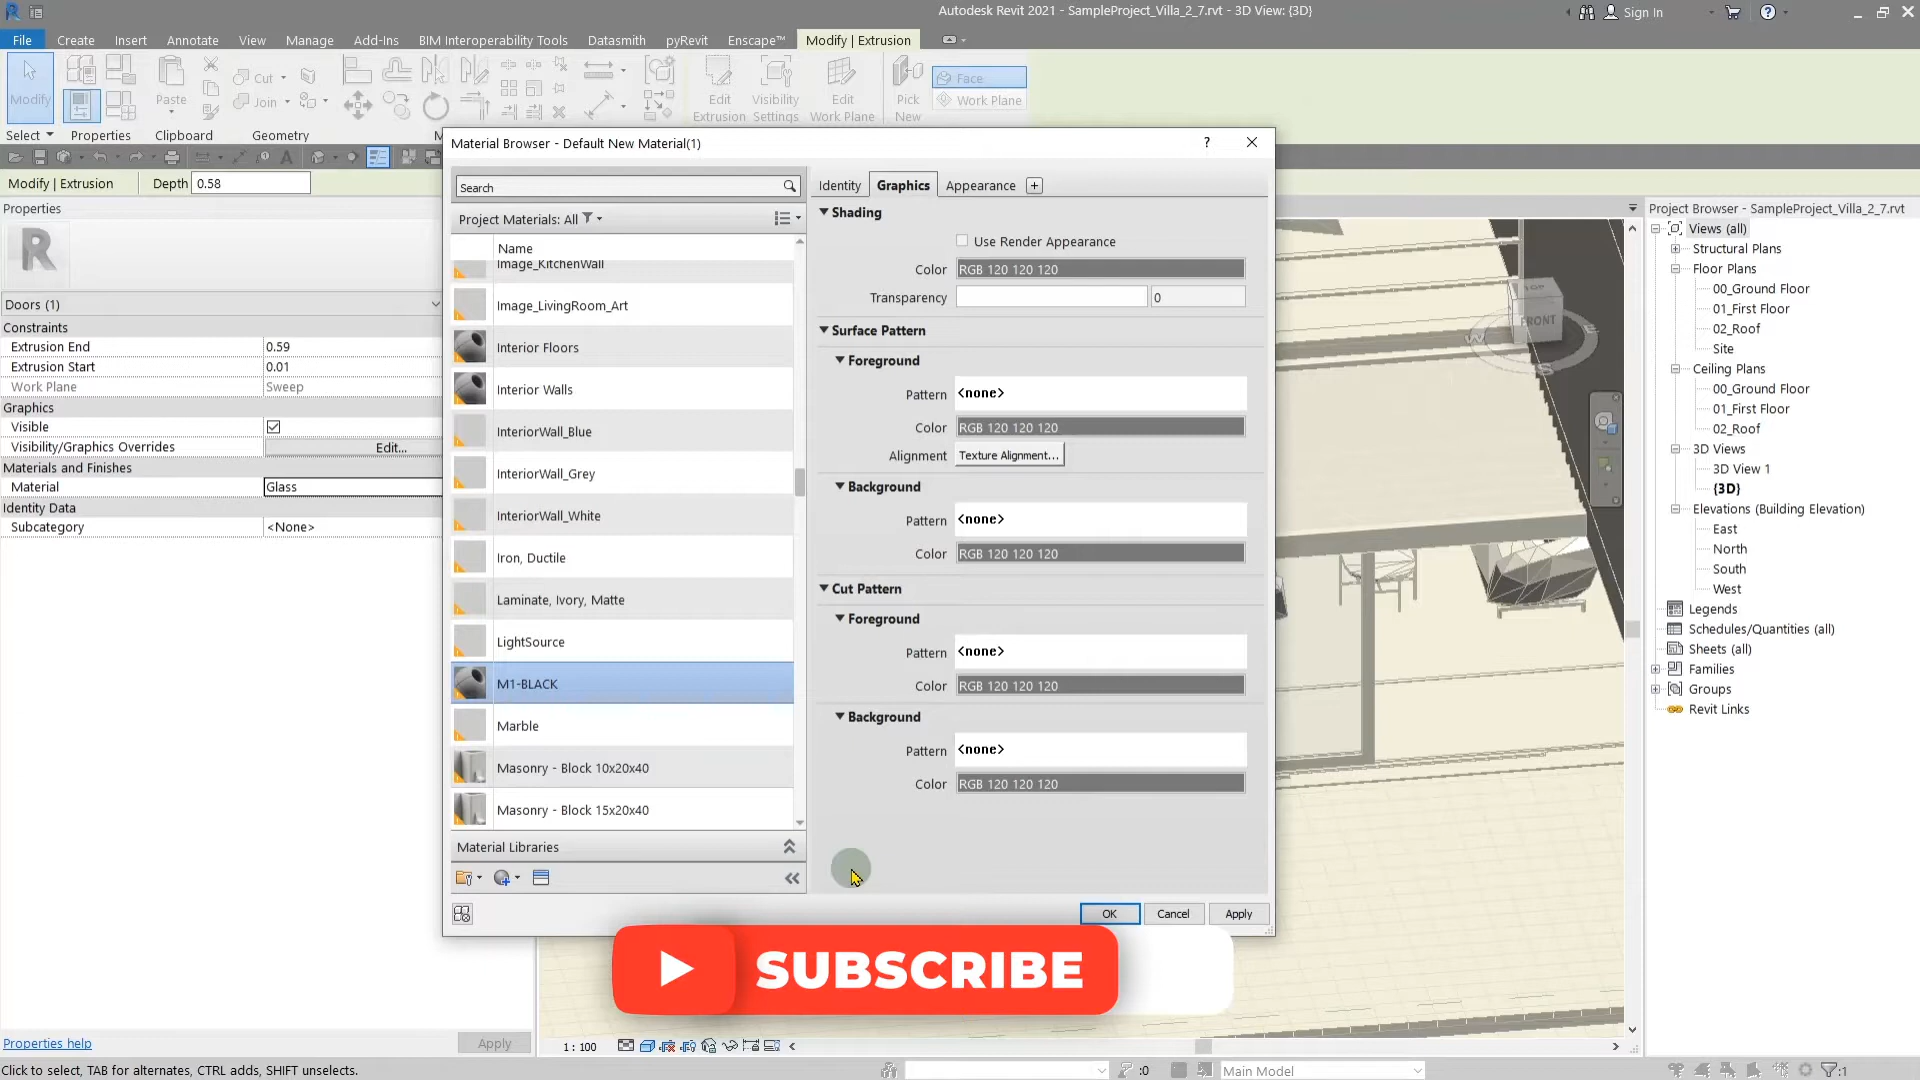 Autodesk Revit 2021 - SampleProject_Villa_2_7.rvt - 3D View: {3D}
Sign In
File Create Insert Annotate View Manage Add-Ins BIM Interoperability Tools Datasmith pyRevit Enscape™ Modify | Extrusion
Modify
Paste
Cut
Join
Edit Extrusion
Visibility Settings
Edit Work Plane
Pick New
Face
Work Plane
Select Properties Clipboard Geometry
Modify | Extrusion Depth 0.58
Properties
R
Doors (1)
Constraints
Extrusion End 0.59
Extrusion Start 0.01
Work Plane Sweep
Graphics
Visible
Visibility/Graphics Overrides Edit...
Materials and Finishes
Material Glass
Identity Data
Subcategory <None>
Properties help Apply
Material Browser - Default New Material(1)
?
Search
Project Materials: All
Name
Image_KitchenWall
Image_LivingRoom_Art
Interior Floors
Interior Walls
InteriorWall_Blue
InteriorWall_Grey
InteriorWall_White
Iron, Ductile
Laminate, Ivory, Matte
LightSource
M1-BLACK
Marble
Masonry - Block 10x20x40
Masonry - Block 15x20x40
Material Libraries
Identity Graphics Appearance +
Shading
Use Render Appearance
Color RGB 120 120 120
Transparency 0
Surface Pattern
Foreground
Pattern <none>
Color RGB 120 120 120
Alignment Texture Alignment...
Background
Pattern <none>
Color RGB 120 120 120
Cut Pattern
Foreground
Pattern <none>
Color RGB 120 120 120
Background
Pattern <none>
Color RGB 120 120 120
OK Cancel Apply
SUBSCRIBE
TOP
FRONT
W
S
Project Browser - SampleProject_Villa_2_7.rvt
Views (all)
Structural Plans
Floor Plans
00_Ground Floor
01_First Floor
02_Roof
Site
Ceiling Plans
00_Ground Floor
01_First Floor
02_Roof
3D Views
3D View 1
{3D}
Elevations (Building Elevation)
East
North
South
West
Legends
Schedules/Quantities (all)
Sheets (all)
Families
Groups
Revit Links
1 : 100
Click to select, TAB for alternates, CTRL adds, SHIFT unselects.
:0
Main Model
:1